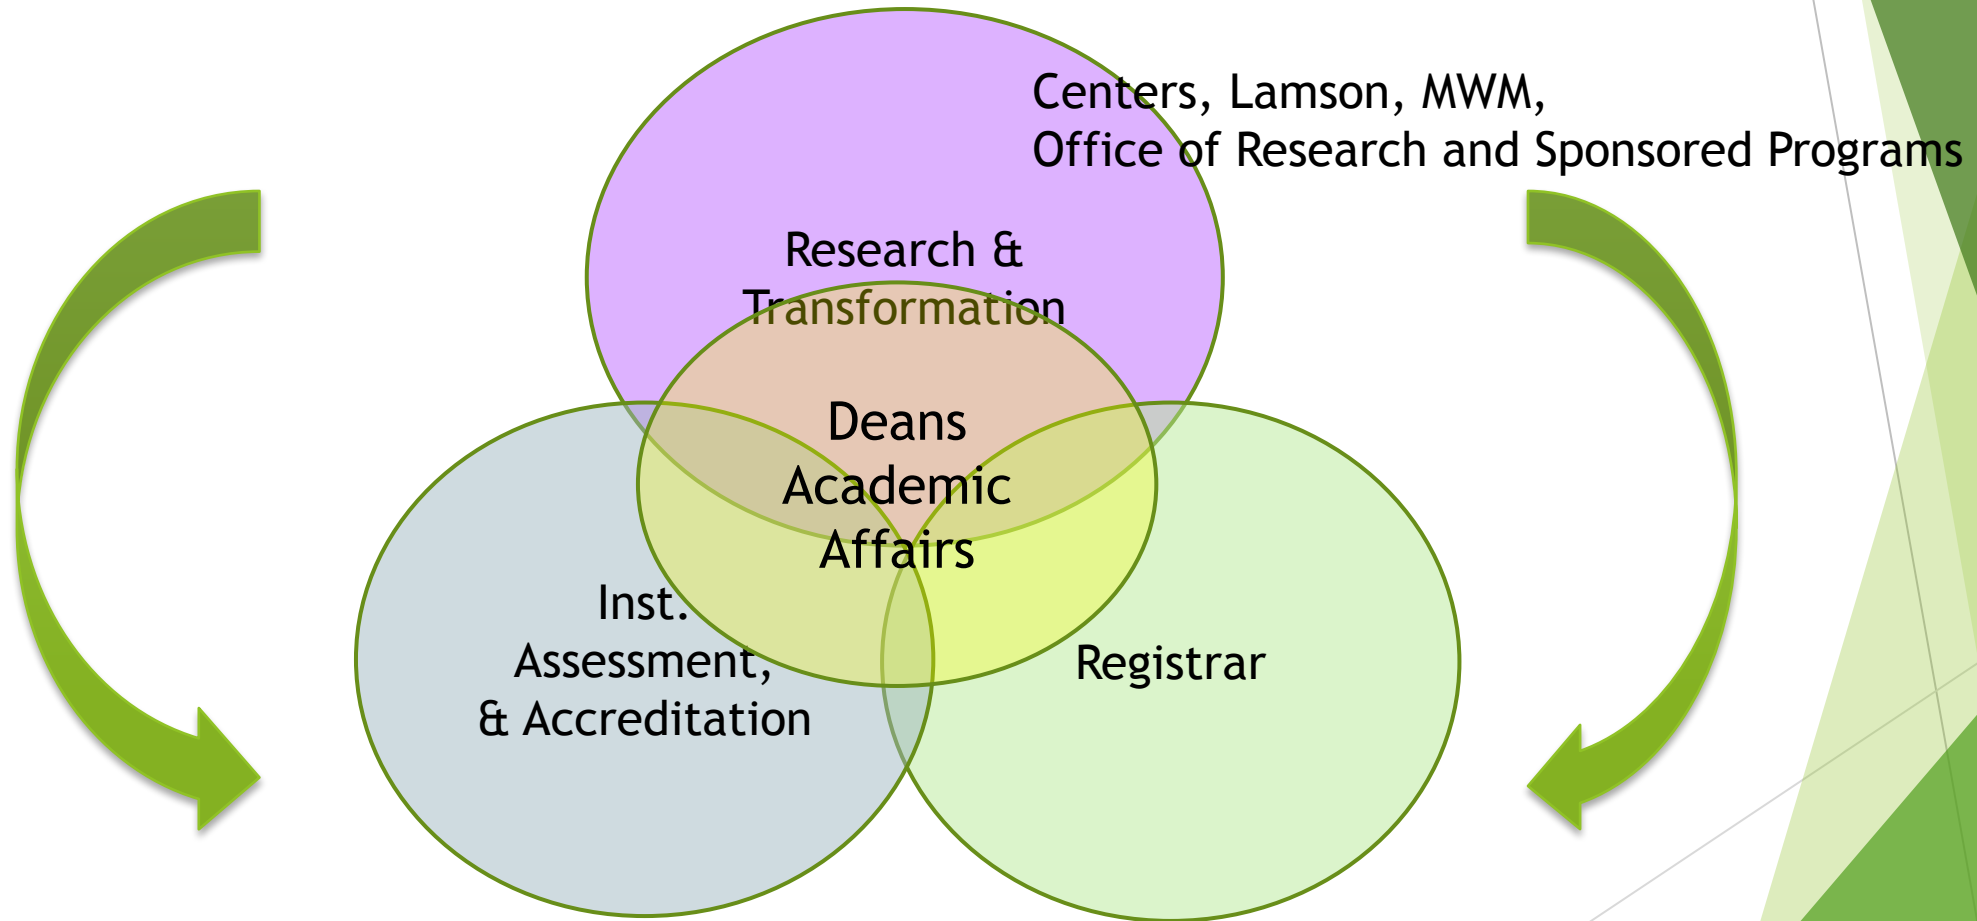 Centers, Lamson, MWM,
Office of Research and Sponsored Programs
Research &
Transformation
Deans
Academic
Affairs
Inst.
Assessment,
& Accreditation
Registrar